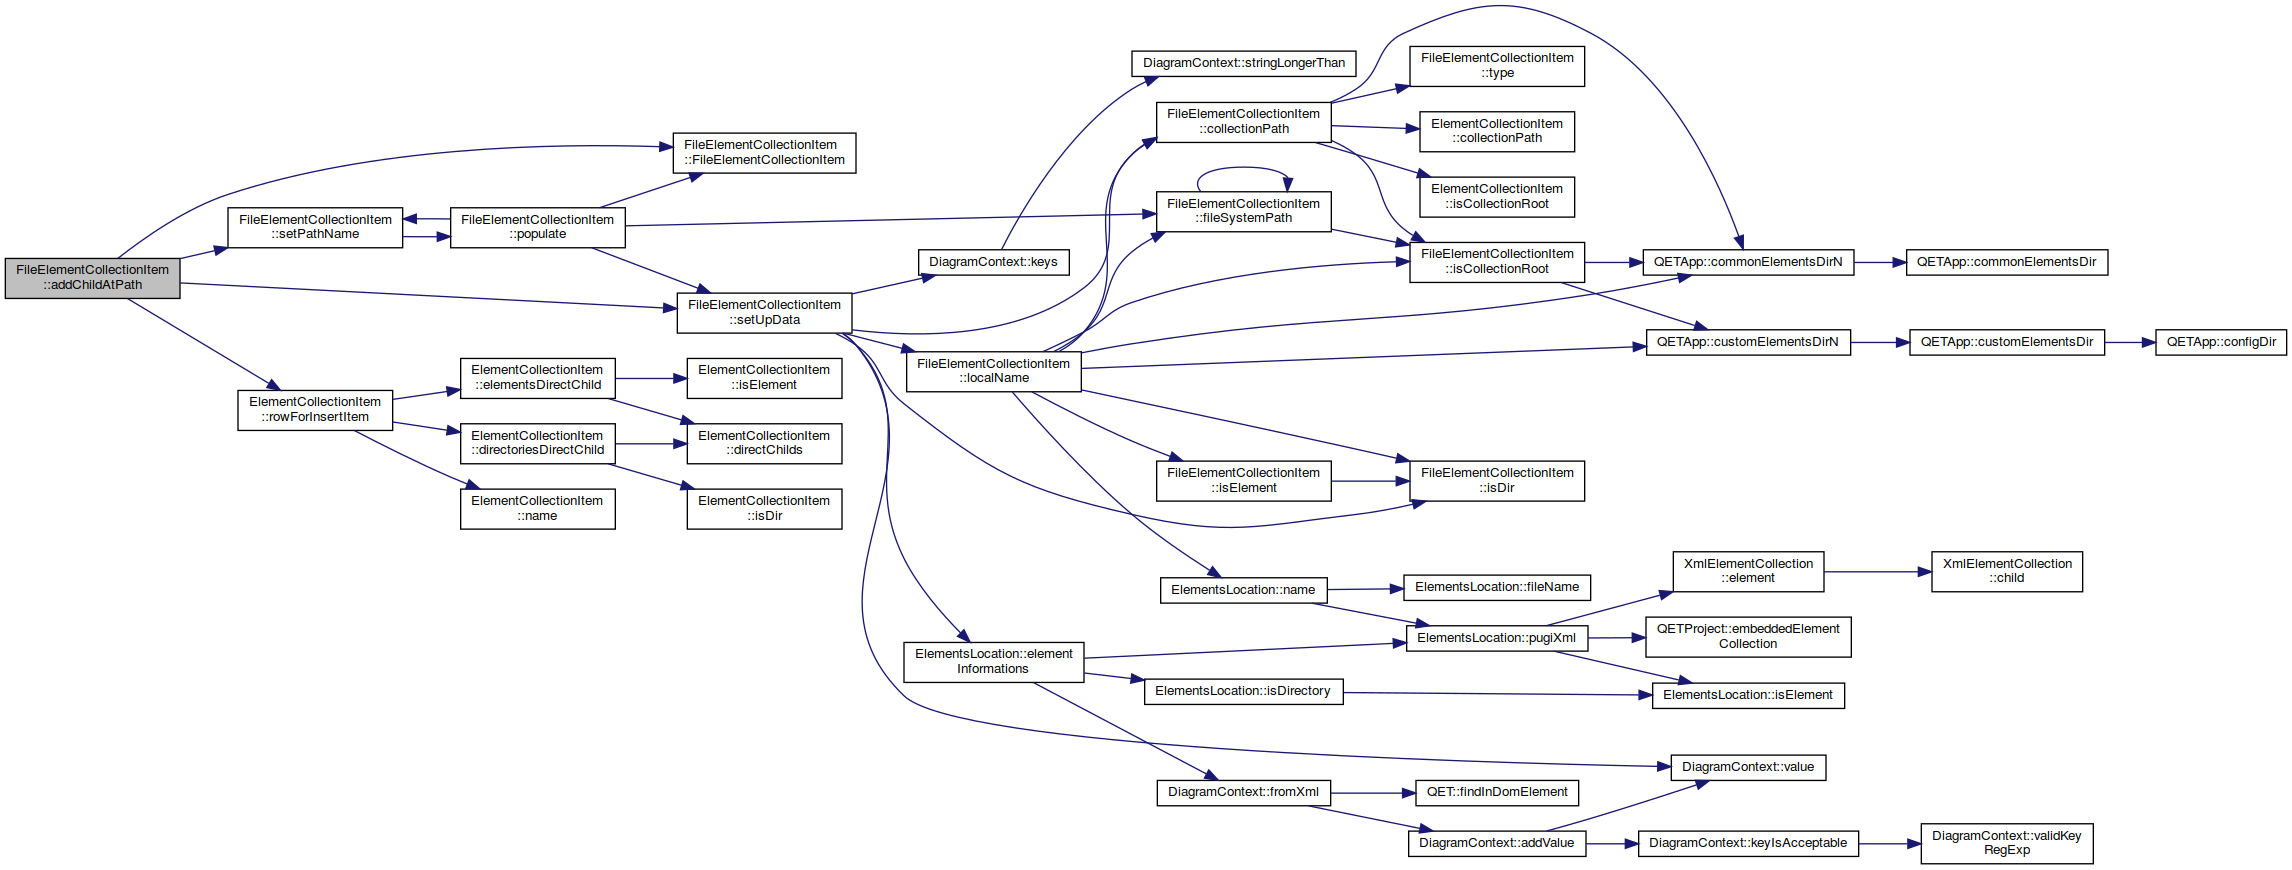 FileElementCollectionItem
::addChildAtPath
FileElementCollectionItem
::setPathName
ElementCollectionItem
::rowForInsertItem
FileElementCollectionItem
::populate
ElementCollectionItem
::elementsDirectChild
ElementCollectionItem
::directoriesDirectChild
ElementCollectionItem
::name
FileElementCollectionItem
::FileElementCollectionItem
FileElementCollectionItem
::setUpData
ElementCollectionItem
::isElement
ElementCollectionItem
::directChilds
ElementCollectionItem
::isDir
DiagramContext::keys
FileElementCollectionItem
::localName
ElementsLocation::element
Informations
DiagramContext::stringLongerThan
FileElementCollectionItem
::collectionPath
FileElementCollectionItem
::fileSystemPath
FileElementCollectionItem
::isElement
ElementsLocation::name
ElementsLocation::isDirectory
DiagramContext::fromXml
FileElementCollectionItem
::type
ElementCollectionItem
::collectionPath
ElementCollectionItem
::isCollectionRoot
FileElementCollectionItem
::isCollectionRoot
FileElementCollectionItem
::isDir
ElementsLocation::fileName
ElementsLocation::pugiXml
QET::findInDomElement
DiagramContext::addValue
QETApp::commonElementsDirN
QETApp::customElementsDirN
XmlElementCollection
::element
QETProject::embeddedElement
Collection
ElementsLocation::isElement
DiagramContext::value
DiagramContext::keyIsAcceptable
QETApp::commonElementsDir
QETApp::customElementsDir
XmlElementCollection
::child
DiagramContext::validKey
RegExp
QETApp::configDir